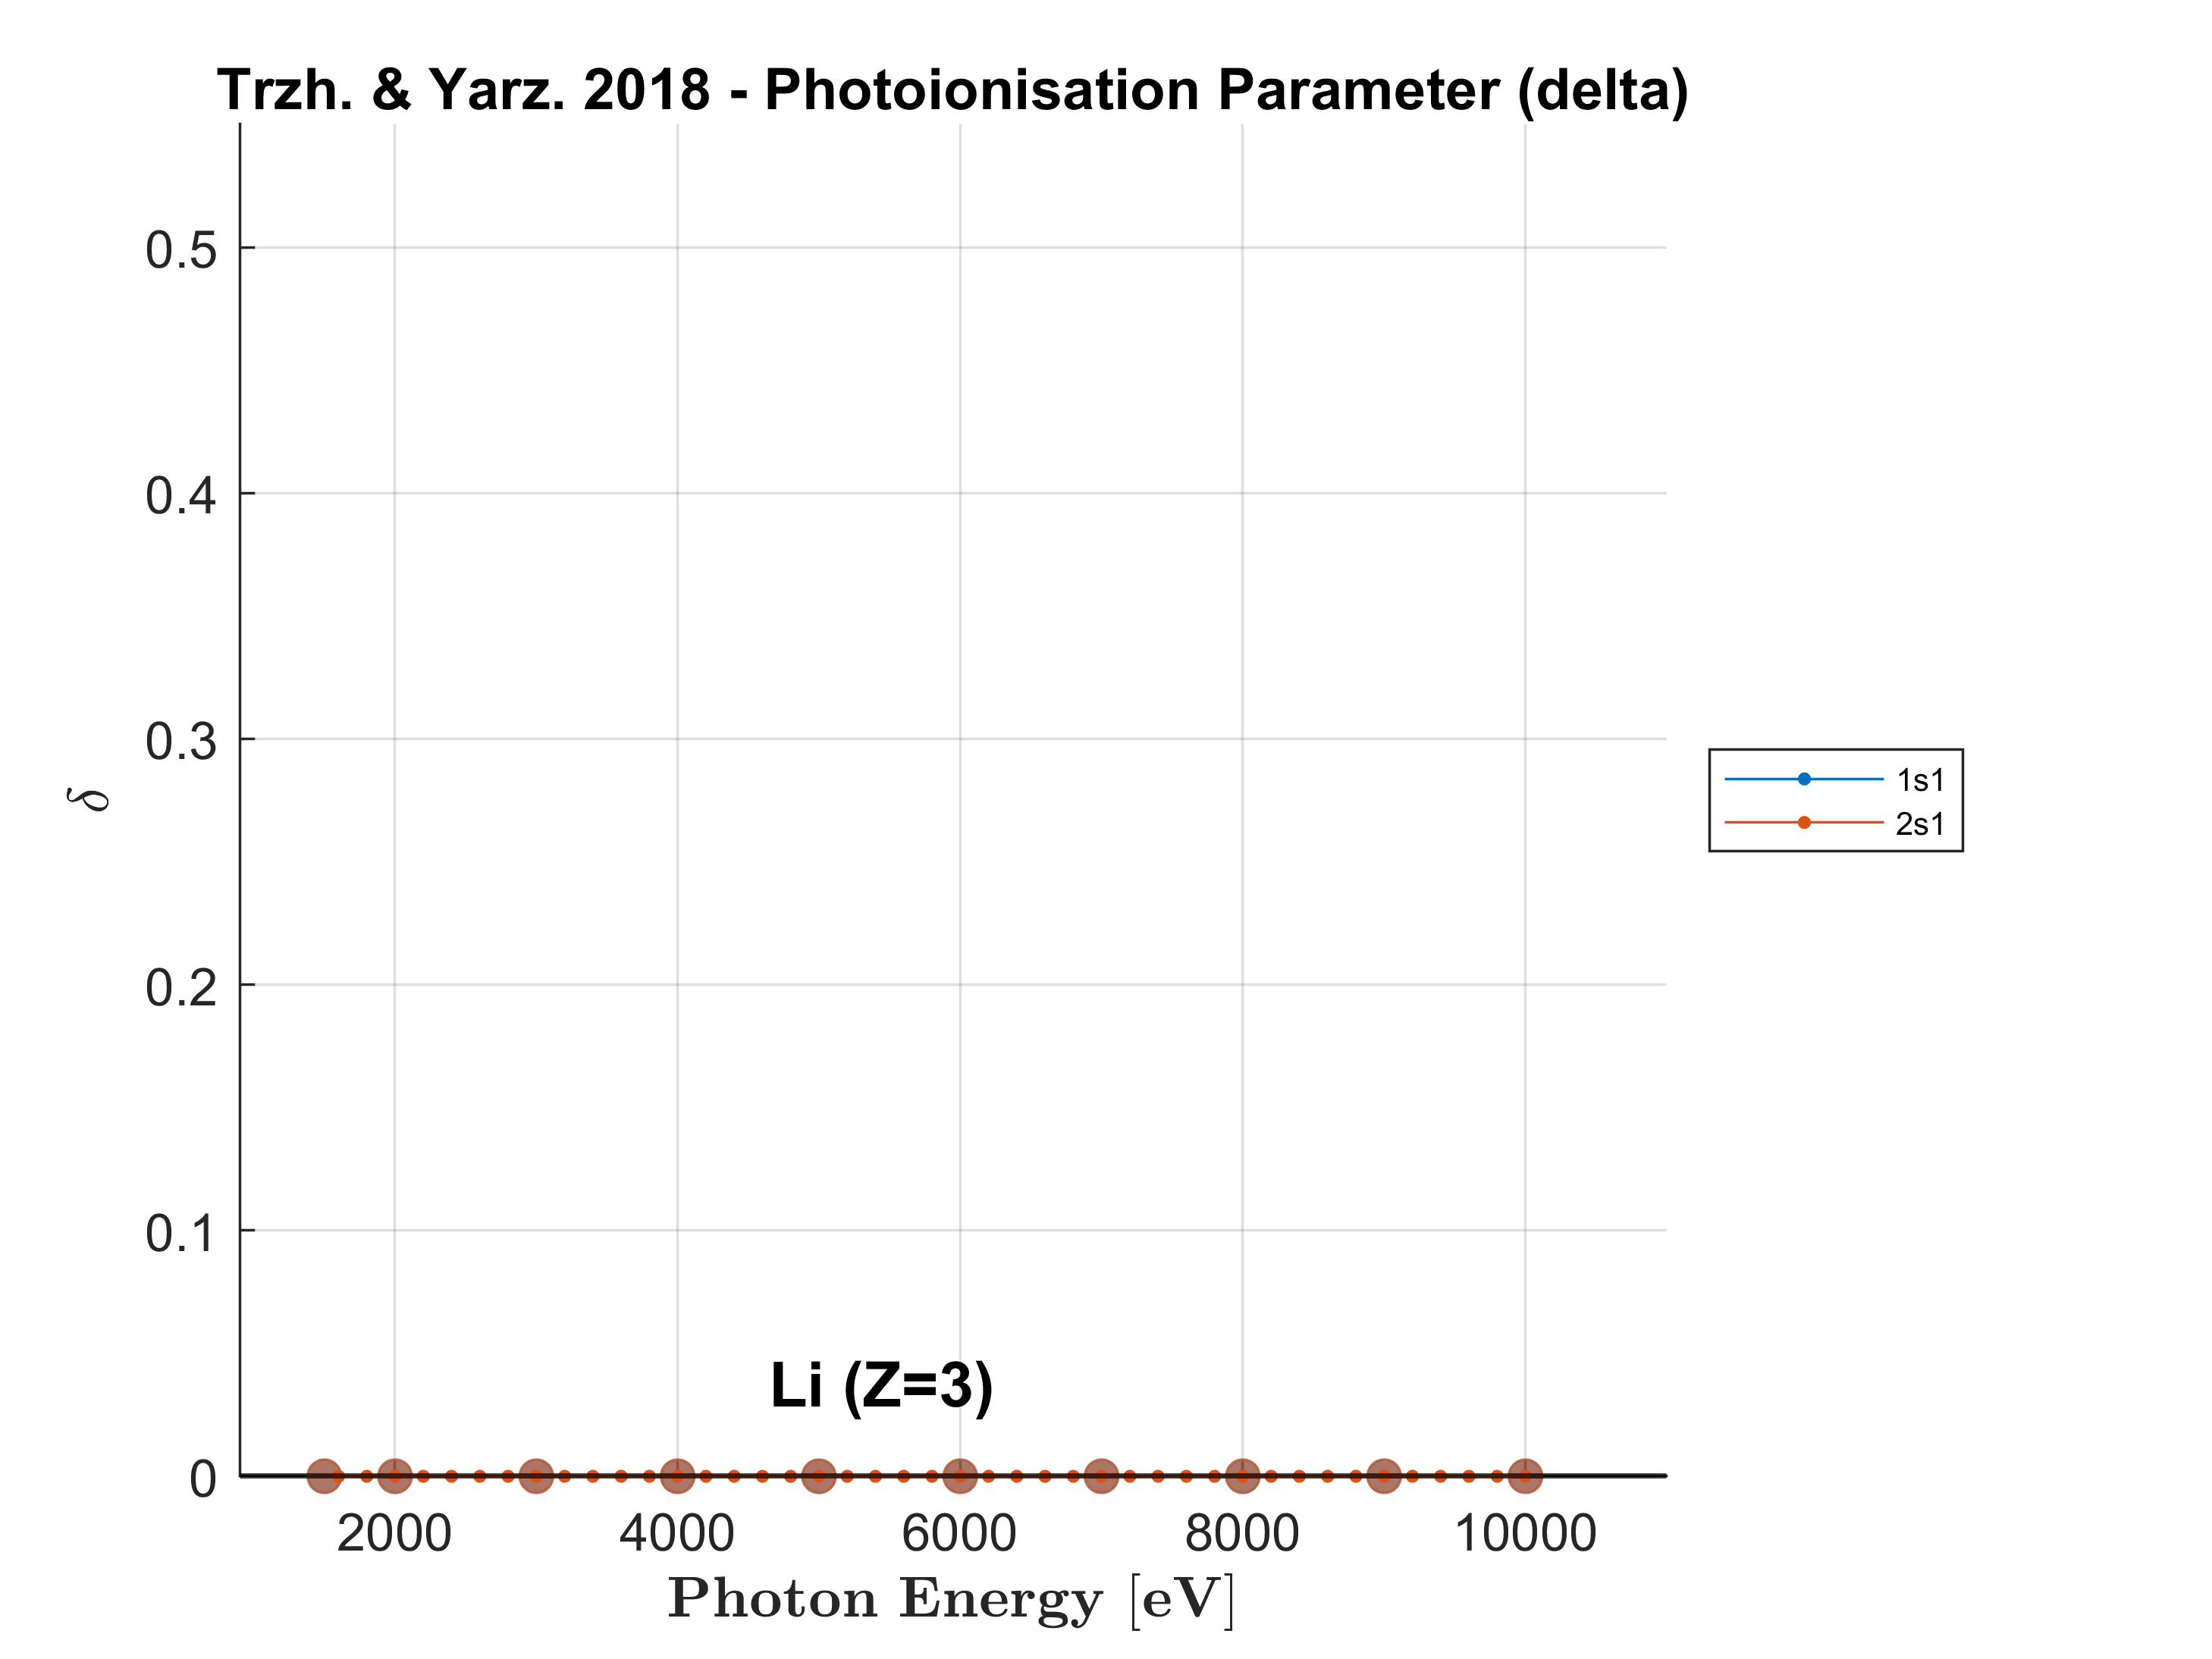 Trzh. & Yarz. 2018 - Photoionisation Parameter (delta)
0.5
0.4
0.3
0.2
0.1
0
δ
1s1
2s1
Li (Z=3)
2000 4000 6000 8000 10000
Photon Energy [eV]